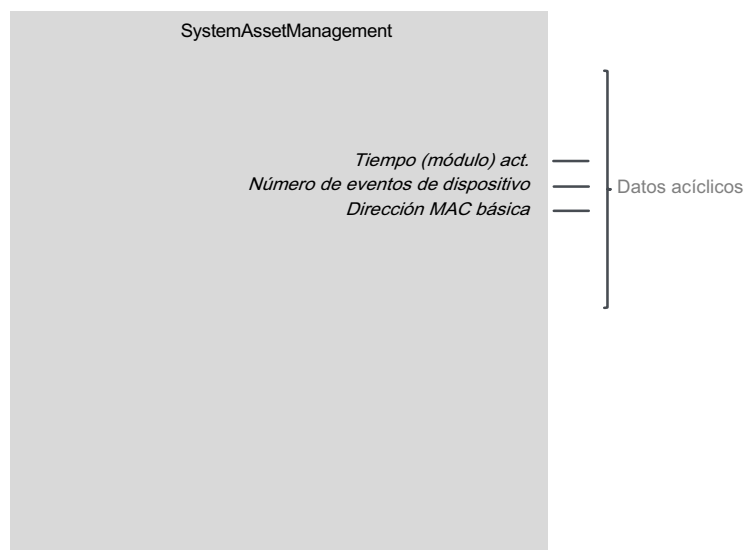 SystemAssetManagement
Tiempo (módulo) act.
Número de eventos de dispositivo
Dirección MAC básica
Datos acíclicos